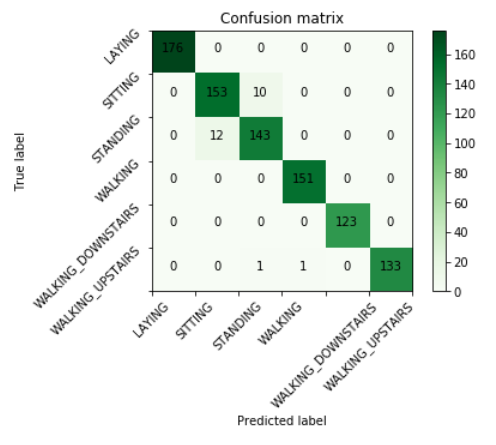 Confusion matrix
True label
LAYING 176 0 0 0 0 0
SITTING 0 153 10 0 0 0
STANDING 0 12 143 0 0 0
WALKING 0 0 0 151 0 0
WALKING_DOWNSTAIRS 0 0 0 0 123 0
WALKING_UPSTAIRS 0 0 1 1 0 133
LAYING SITTING STANDING WALKING WALKING_DOWNSTAIRS WALKING_UPSTAIRS
Predicted label
160
140
120
100
80
60
40
20
0